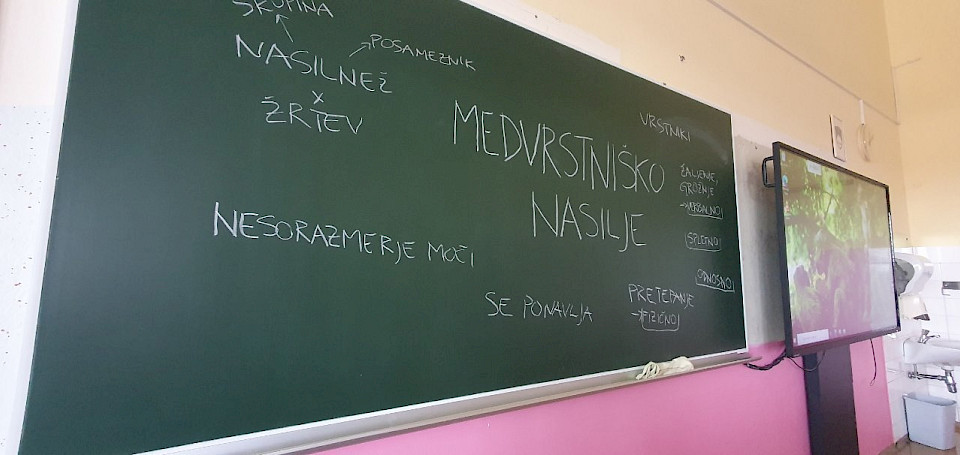 SKUPINA
NASILNEŽ
POSAMEZNIK
X
ŽRTEV
MEDVRSTNIŠKO
NASILJE
VRSTNIKI
ŽALJENJE,
GROŽNJE
→VERBALNO
SPLETNO
ODNOSNO
PRETEPANJE
→FIZIČNO
NESORAZMERJE MOČI
SE PONAVLJA